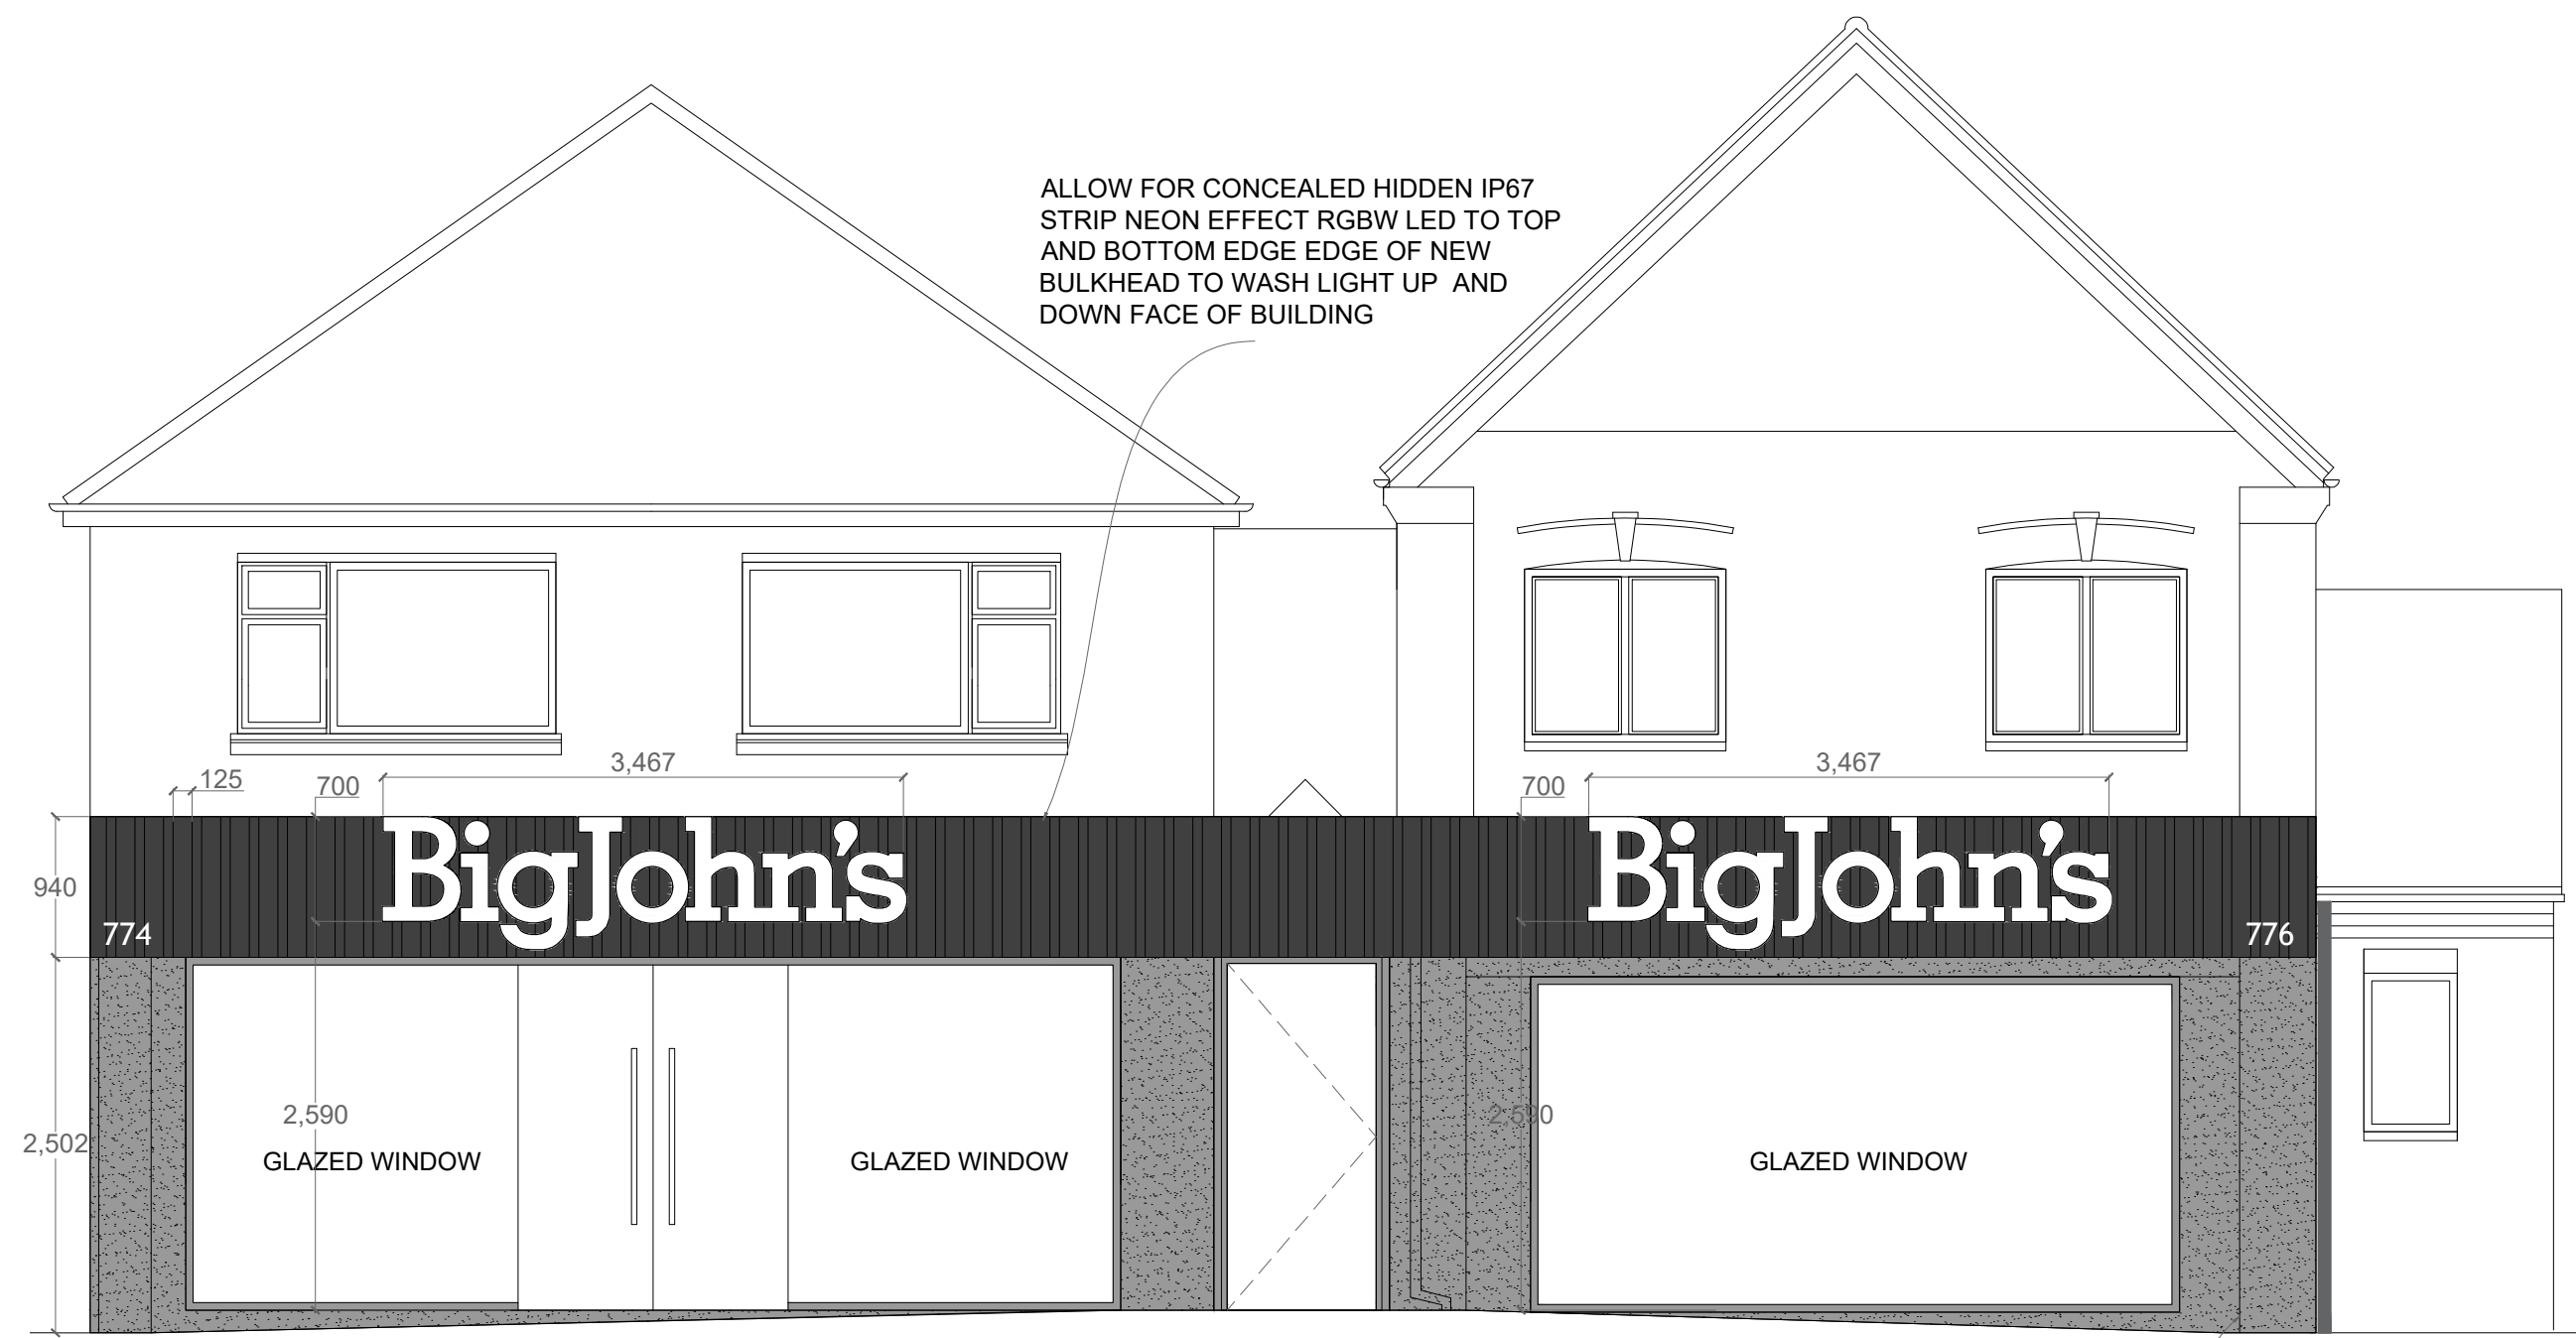 ALLOW FOR CONCEALED HIDDEN IP67
STRIP NEON EFFECT RGBW LED TO TOP
AND BOTTOM EDGE EDGE OF NEW
BULKHEAD TO WASH LIGHT UP AND
DOWN FACE OF BUILDING
125
700
3,467
700
3,467
940
BigJohn's
BigJohn's
774
776
2,590
2,590
2,502
GLAZED WINDOW
GLAZED WINDOW
GLAZED WINDOW